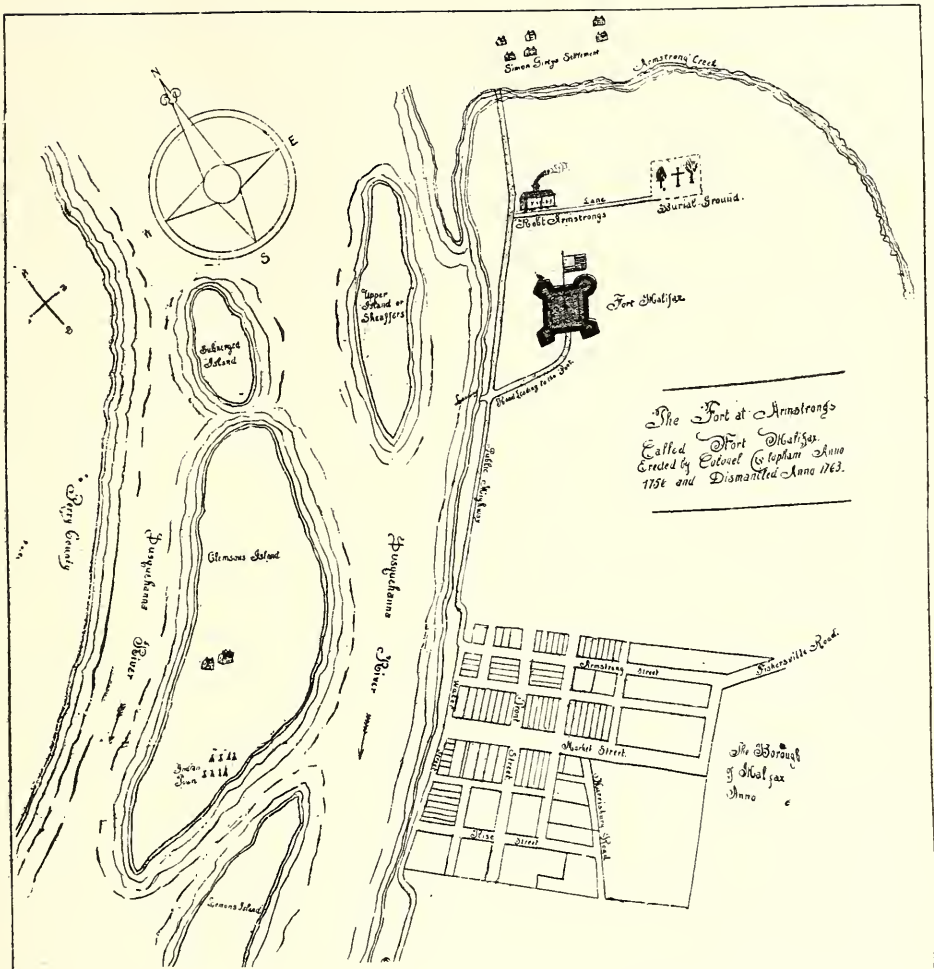 Simon Girtys Settlement
Armstrong Creek
N
E
S
Lane
Robt Armstrongs
Burial Ground.
Upper
Island or
Sheaffers
Fort Halifax
Submerged
Island
Road Leading to the Fort
The Fort at Armstrongs
Called Fort Halifax.
Erected by Colonel Clapham Anno
1756 and Dismantled Anno 1763.
Public Highway
Perry County
Susquehanna
River
Clemsons Island
Susquehanna
River
Indian
Town
Lemons Island
Armstrong Street
Fishersville Road.
Water
Street
Front
Street
Market Street.
Harrisburg Road
Rise Street
The Borough
of Halifax
Anno